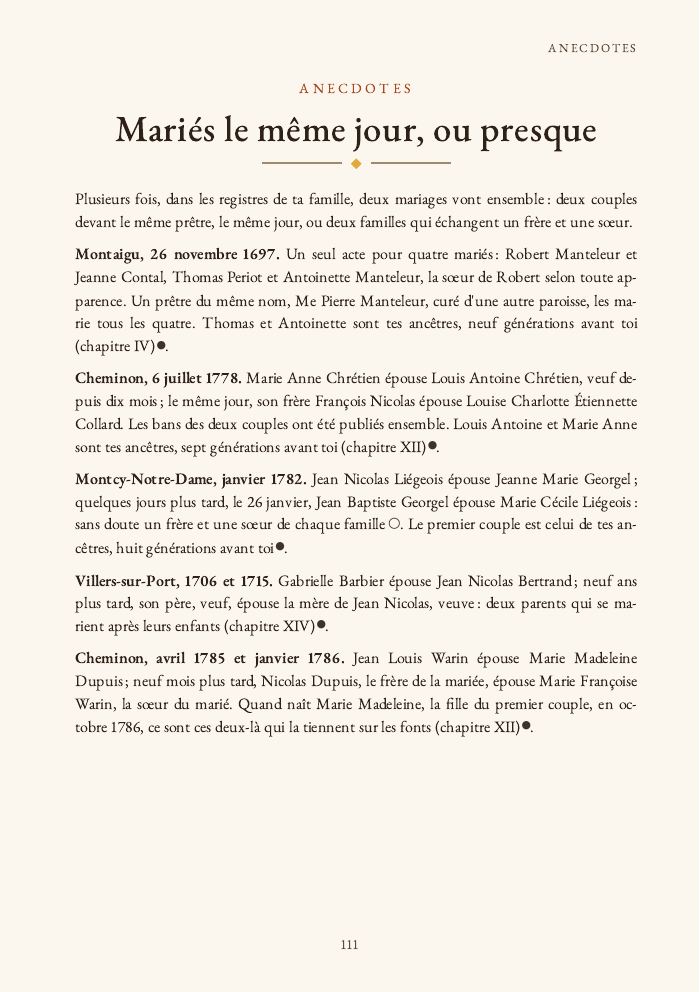 ANECDOTES
ANECDOTES
Mariés le même jour, ou presque
Plusieurs fois, dans les registres de ta famille, deux mariages vont ensemble : deux couples
devant le même prêtre, le même jour, ou deux familles qui échangent un frère et une sœur.
Montaigu, 26 novembre 1697. Un seul acte pour quatre mariés : Robert Manteleur et
Jeanne Contal, Thomas Periot et Antoinette Manteleur, la sœur de Robert selon toute ap-
parence. Un prêtre du même nom, Me Pierre Manteleur, curé d'une autre paroisse, les ma-
rie tous les quatre. Thomas et Antoinette sont tes ancêtres, neuf générations avant toi
(chapitre IV)●.
Cheminon, 6 juillet 1778. Marie Anne Chrétien épouse Louis Antoine Chrétien, veuf de-
puis dix mois ; le même jour, son frère François Nicolas épouse Louise Charlotte Étiennette
Collard. Les bans des deux couples ont été publiés ensemble. Louis Antoine et Marie Anne
sont tes ancêtres, sept générations avant toi (chapitre XII)●.
Montcy-Notre-Dame, janvier 1782. Jean Nicolas Liégeois épouse Jeanne Marie Georgel ;
quelques jours plus tard, le 26 janvier, Jean Baptiste Georgel épouse Marie Cécile Liégeois :
sans doute un frère et une sœur de chaque famille ○. Le premier couple est celui de tes an-
cêtres, huit générations avant toi●.
Villers-sur-Port, 1706 et 1715. Gabrielle Barbier épouse Jean Nicolas Bertrand ; neuf ans
plus tard, son père, veuf, épouse la mère de Jean Nicolas, veuve : deux parents qui se ma-
rient après leurs enfants (chapitre XIV)●.
Cheminon, avril 1785 et janvier 1786. Jean Louis Warin épouse Marie Madeleine
Dupuis ; neuf mois plus tard, Nicolas Dupuis, le frère de la mariée, épouse Marie Françoise
Warin, la sœur du marié. Quand naît Marie Madeleine, la fille du premier couple, en oc-
tobre 1786, ce sont ces deux-là qui la tiennent sur les fonts (chapitre XII)●.
111